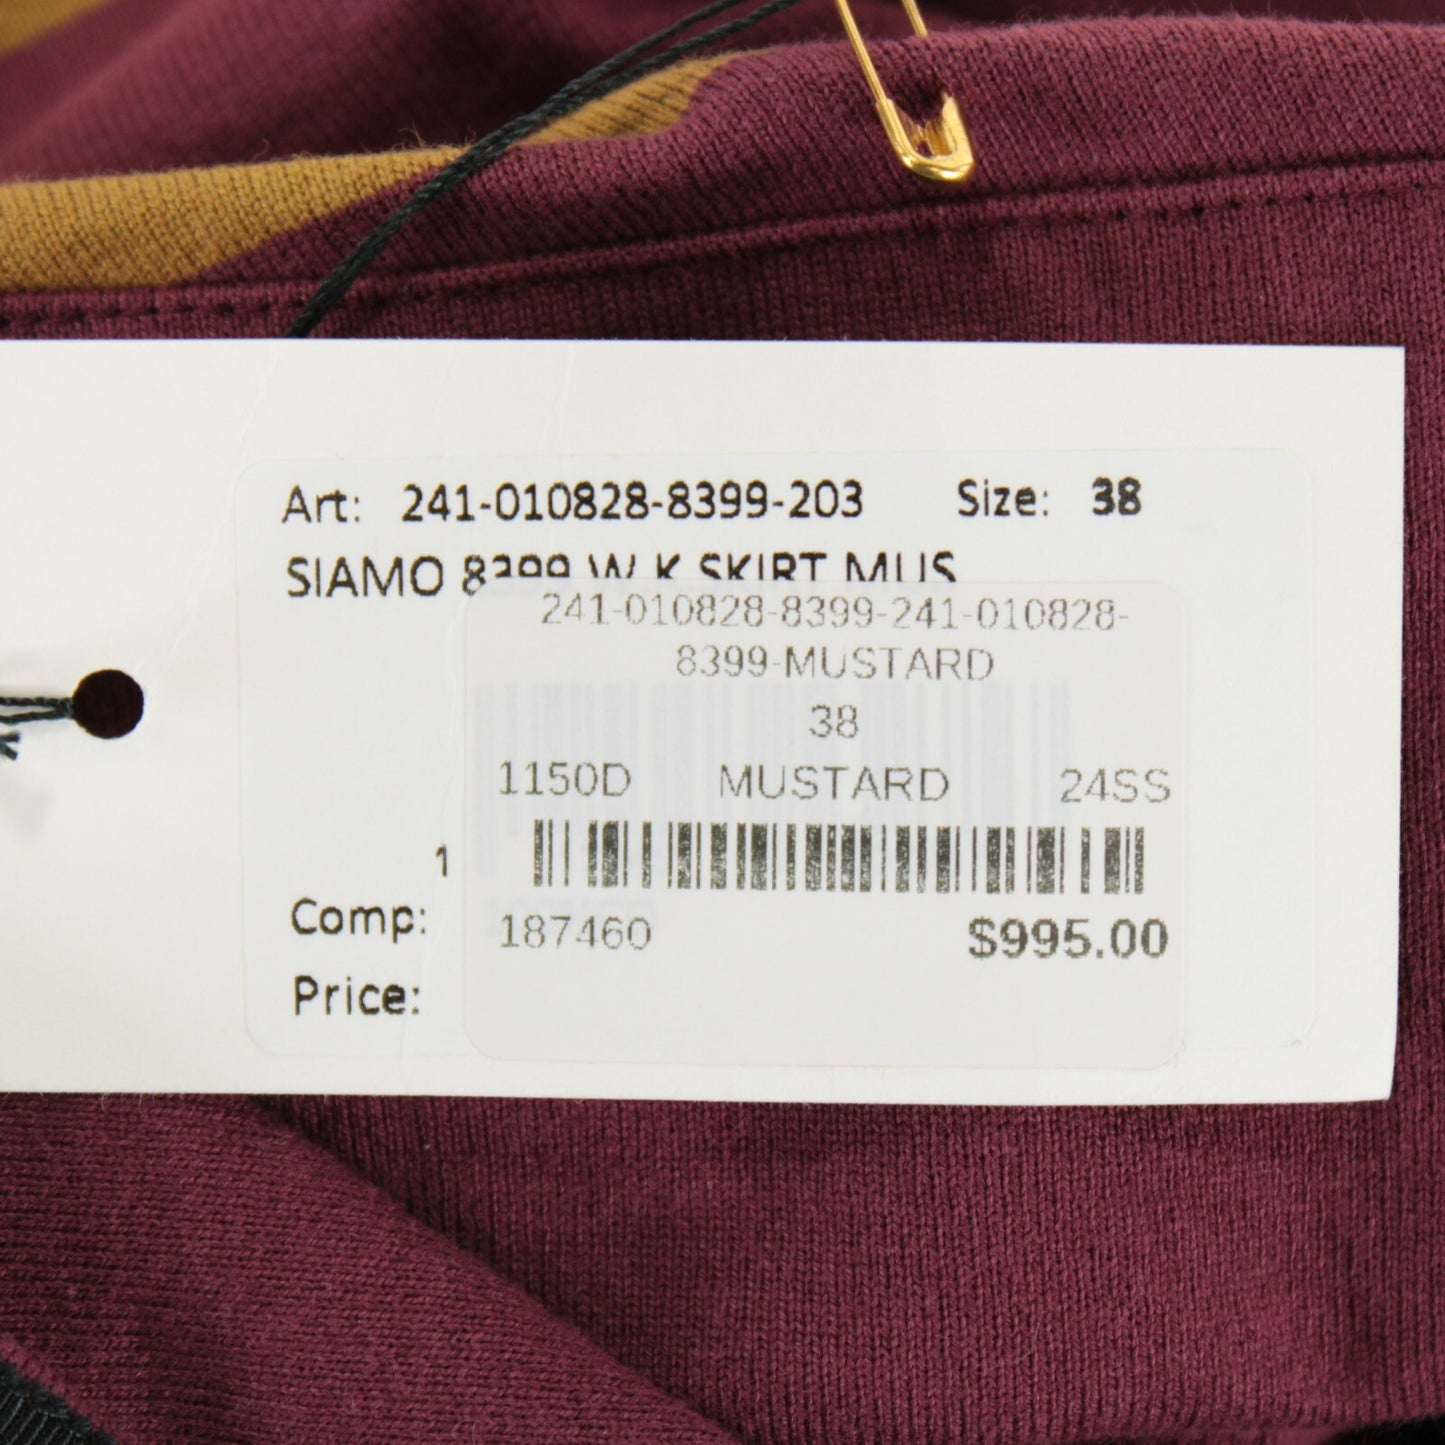 Art: 241-010828-8399-203 Size: 38
SIAMO 8399 W K SKIRT MUS
241-010828-8399-241-010828-
8399-MUSTARD
38
1150D MUSTARD 24SS
1
Comp:
187460 $995.00
Price: